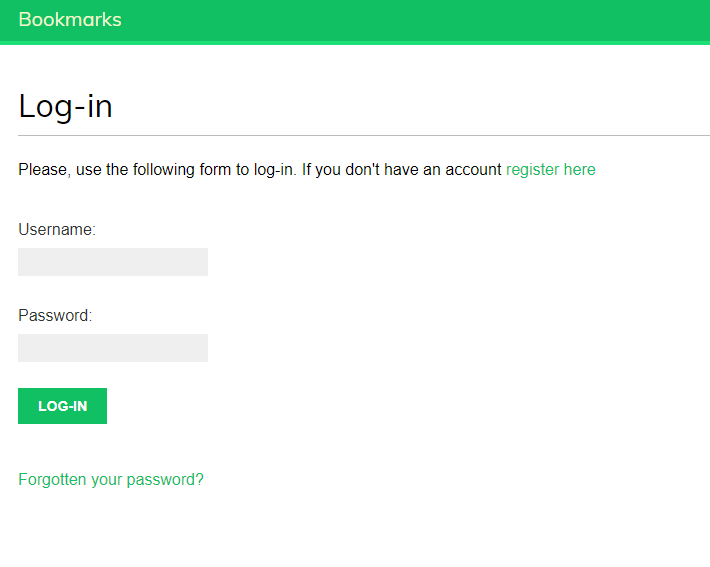 Bookmarks
Log-in
Please, use the following form to log-in. If you don't have an account register here
Username:
Password:
LOG-IN
Forgotten your password?